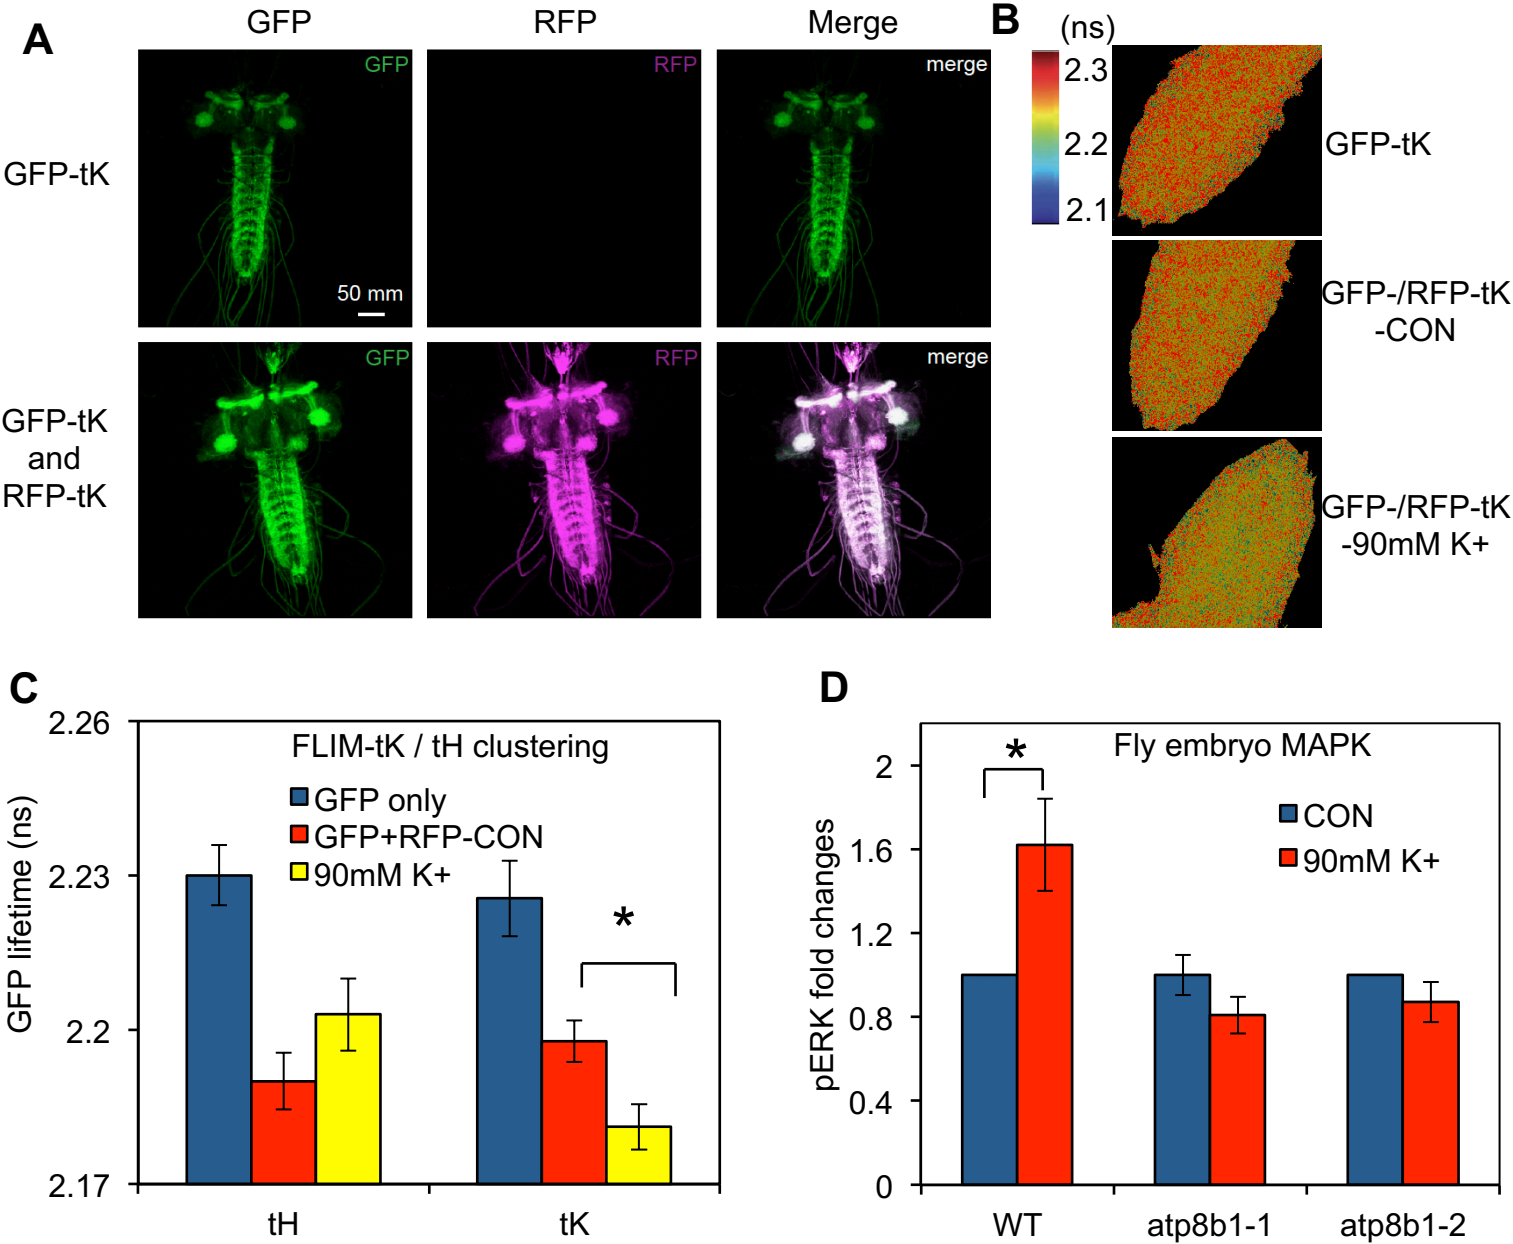 A
GFP
RFP
Merge
GFP-tK
GFP
RFP
merge
50 mm
GFP-tK
and
RFP-tK
GFP
RFP
merge
B
(ns)
2.3
2.2
2.1
GFP-tK
GFP-/RFP-tK
-CON
GFP-/RFP-tK
-90mM K+
C
FLIM-tK / tH clustering
GFP only
GFP+RFP-CON
90mM K+
GFP lifetime (ns)
2.26
2.23
2.2
2.17
*
tH
tK
D
Fly embryo MAPK
CON
90mM K+
pERK fold changes
2
1.6
1.2
0.8
0.4
0
*
WT
atp8b1-1
atp8b1-2